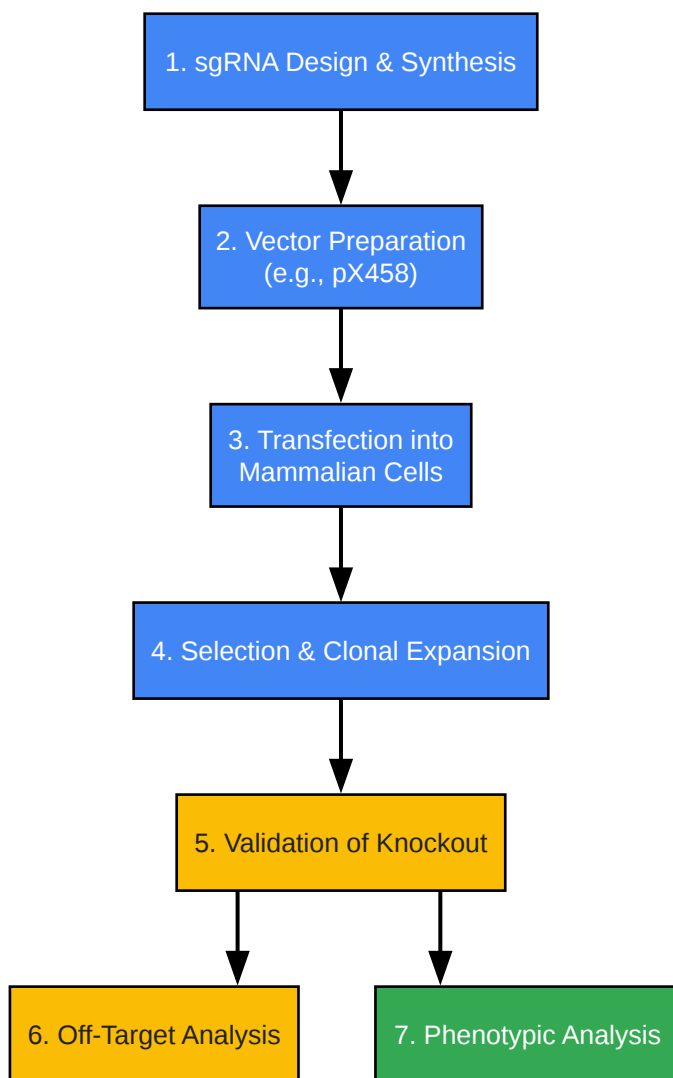 1. sgRNA Design & Synthesis
2. Vector Preparation
(e.g., pX458)
3. Transfection into
Mammalian Cells
4. Selection & Clonal Expansion
5. Validation of Knockout
6. Off-Target Analysis
7. Phenotypic Analysis